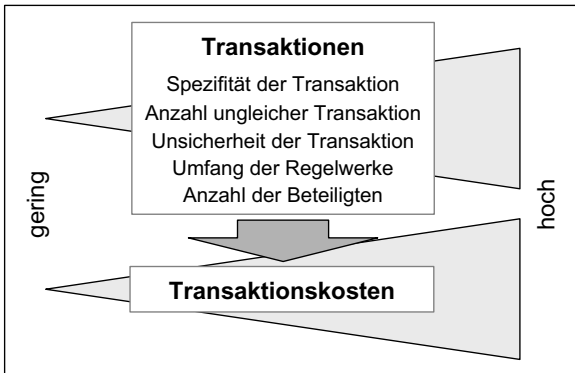 Transaktionen
Spezifität der Transaktion
Anzahl ungleicher Transaktion
Unsicherheit der Transaktion
Umfang der Regelwerke
Anzahl der Beteiligten
gering
hoch
Transaktionskosten